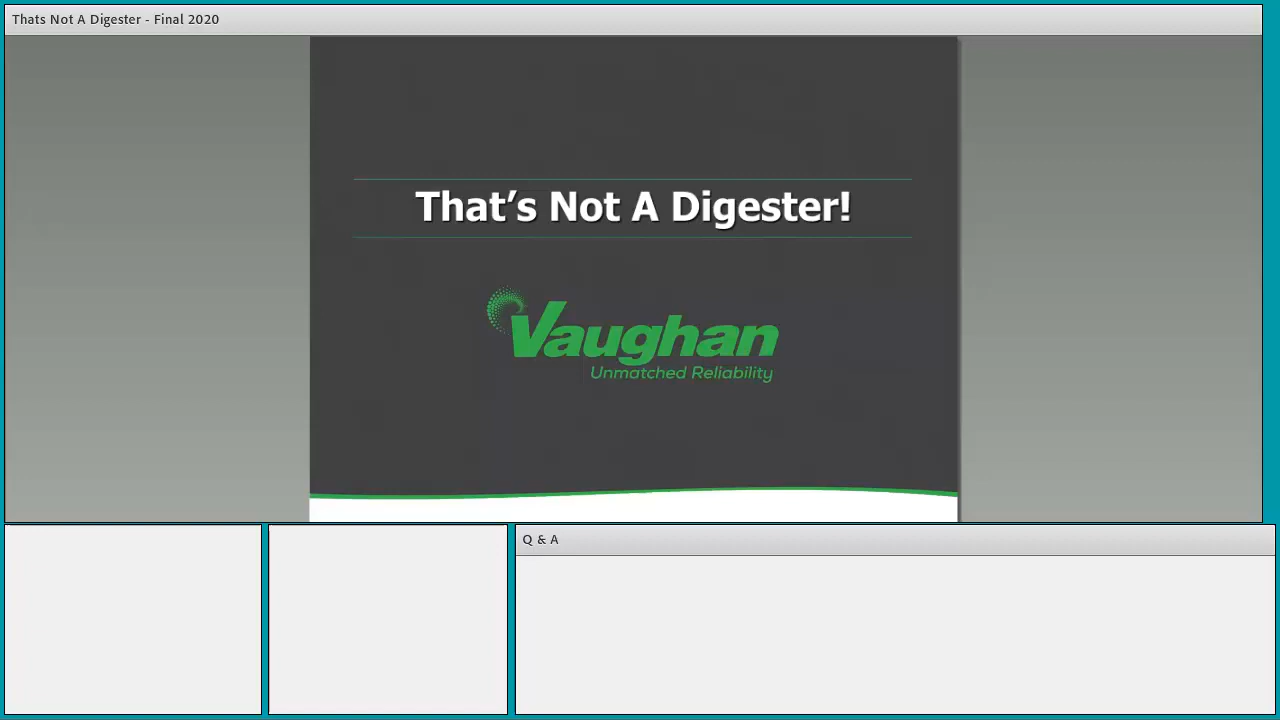 Thats Not A Digester - Final 2020
That’s Not A Digester!
Vaughan
Unmatched Reliability
Q & A